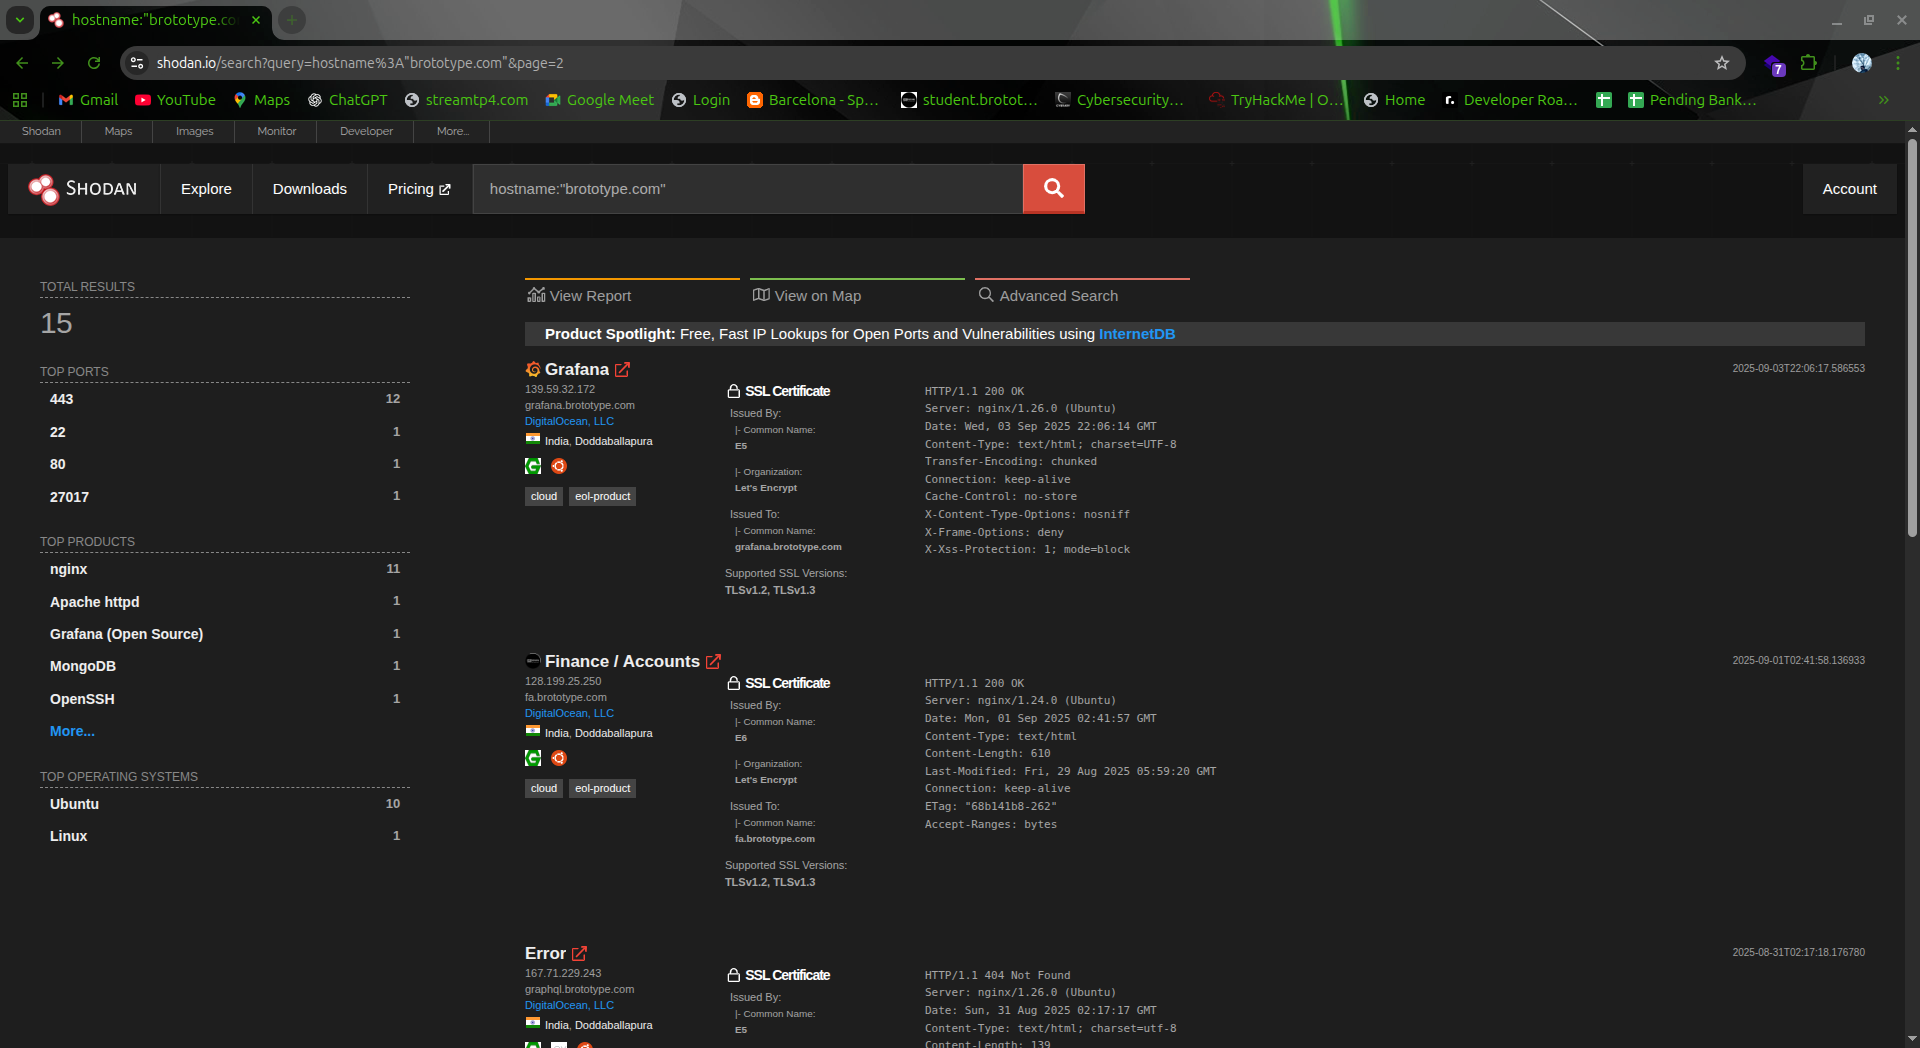 hostname:"brototype.co
shodan.io/search?query=hostname%3A"brototype.com"&page=2
7
Gmail
YouTube
Maps
ChatGPT
streamtp4.com
Google Meet
Login
Barcelona - Sp...
student.brotot...
Cybersecurity...
TryHackMe | O...
Home
Developer Roa...
Pending Bank...
Shodan
Maps
Images
Monitor
Developer
More...
SHODAN
Explore
Downloads
Pricing
hostname:"brototype.com"
Account
TOTAL RESULTS
15
TOP PORTS
443 12
22 1
80 1
27017 1
TOP PRODUCTS
nginx 11
Apache httpd 1
Grafana (Open Source) 1
MongoDB 1
OpenSSH 1
More...
TOP OPERATING SYSTEMS
Ubuntu 10
Linux 1
View Report
View on Map
Advanced Search
Product Spotlight: Free, Fast IP Lookups for Open Ports and Vulnerabilities using InternetDB
Grafana
2025-09-03T22:06:17.586553
139.59.32.172
grafana.brototype.com
DigitalOcean, LLC
India, Doddaballapura
cloud
eol-product
SSL Certificate
Issued By:
|- Common Name:
E5
|- Organization:
Let's Encrypt
Issued To:
|- Common Name:
grafana.brototype.com
Supported SSL Versions:
TLSv1.2, TLSv1.3
HTTP/1.1 200 OK
Server: nginx/1.26.0 (Ubuntu)
Date: Wed, 03 Sep 2025 22:06:14 GMT
Content-Type: text/html; charset=UTF-8
Transfer-Encoding: chunked
Connection: keep-alive
Cache-Control: no-store
X-Content-Type-Options: nosniff
X-Frame-Options: deny
X-Xss-Protection: 1; mode=block
Finance / Accounts
2025-09-01T02:41:58.136933
128.199.25.250
fa.brototype.com
DigitalOcean, LLC
India, Doddaballapura
cloud
eol-product
SSL Certificate
Issued By:
|- Common Name:
E6
|- Organization:
Let's Encrypt
Issued To:
|- Common Name:
fa.brototype.com
Supported SSL Versions:
TLSv1.2, TLSv1.3
HTTP/1.1 200 OK
Server: nginx/1.24.0 (Ubuntu)
Date: Mon, 01 Sep 2025 02:41:57 GMT
Content-Type: text/html
Content-Length: 610
Last-Modified: Fri, 29 Aug 2025 05:59:20 GMT
Connection: keep-alive
ETag: "68b141b8-262"
Accept-Ranges: bytes
Error
2025-08-31T02:17:18.176780
167.71.229.243
graphql.brototype.com
DigitalOcean, LLC
India, Doddaballapura
SSL Certificate
Issued By:
|- Common Name:
E5
HTTP/1.1 404 Not Found
Server: nginx/1.26.0 (Ubuntu)
Date: Sun, 31 Aug 2025 02:17:17 GMT
Content-Type: text/html; charset=utf-8
Content-Length: 139